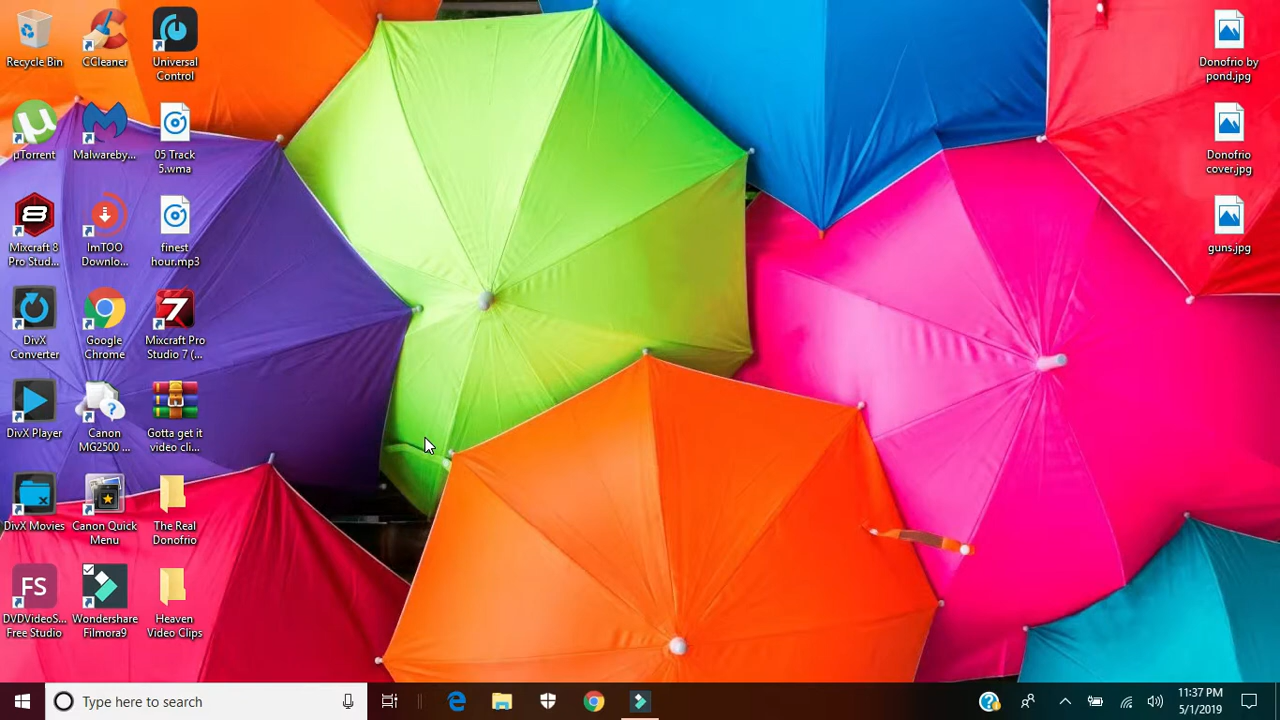 Recycle Bin
CCleaner
Universal
Control
µTorrent
Malwareby...
05 Track
5.wma
Mixcraft 8
Pro Stud...
ImTOO
Downlo...
finest
hour.mp3
DivX
Converter
Google
Chrome
Mixcraft Pro
Studio 7 (...
DivX Player
Canon
MG2500 ...
Gotta get it
video cli...
DivX Movies
Canon Quick
Menu
The Real
Donofrio
FS
DVDVideoS...
Free Studio
Wondershare
Filmora9
Heaven
Video Clips
Donofrio by
pond.jpg
Donofrio
cover.jpg
guns.jpg
Type here to search
11:37 PM
5/1/2019